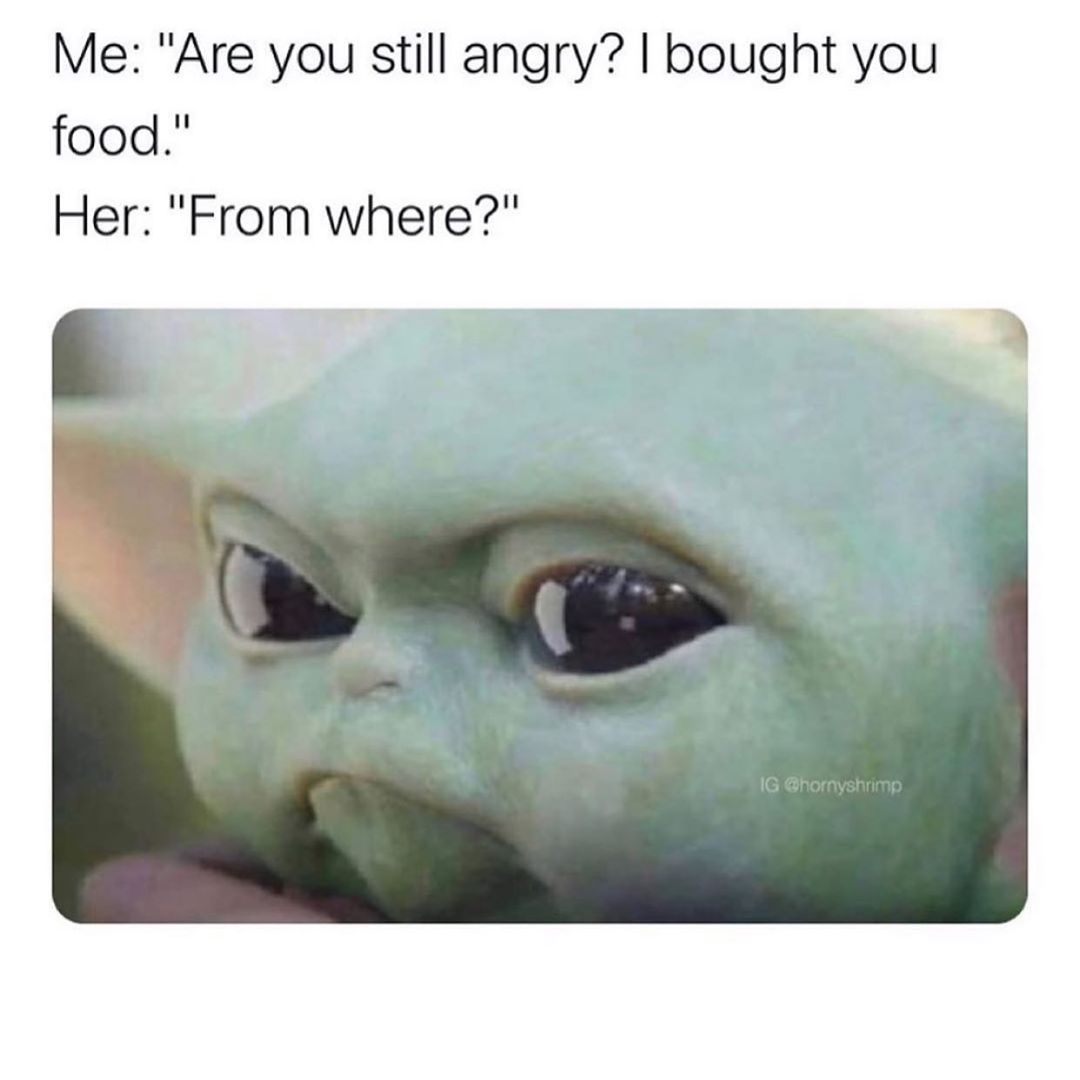 Me: "Are you still angry? I bought you
food."
Her: "From where?"
IG @hornyshrimp